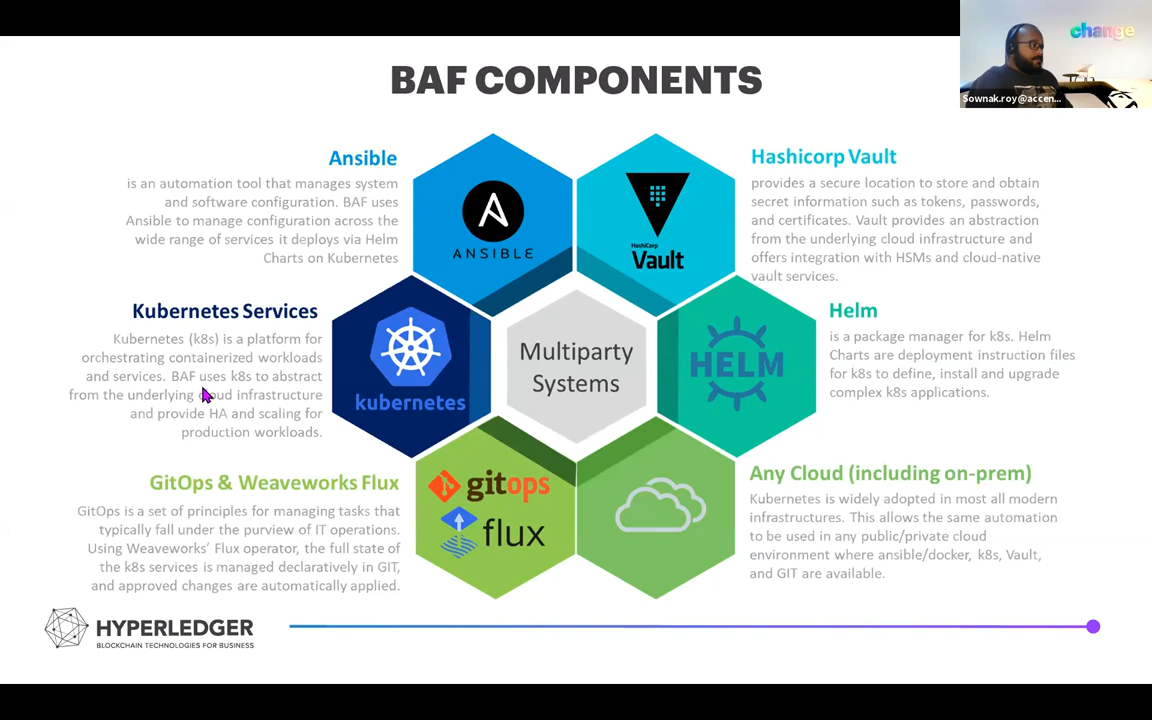 BAF COMPONENTS
change
Sownak.roy@accen...
Ansible
is an automation tool that manages system
and software configuration. BAF uses
Ansible to manage configuration across the
wide range of services it deploys via Helm
Charts on Kubernetes
ANSIBLE
HashiCorp
Vault
Hashicorp Vault
provides a secure location to store and obtain
secret information such as tokens, passwords,
and certificates. Vault provides an abstraction
from the underlying cloud infrastructure and
offers integration with HSMs and cloud-native
vault services.
Kubernetes Services
Kubernetes (k8s) is a platform for
orchestrating containerized workloads
and services. BAF uses k8s to abstract
from the underlying cloud infrastructure
and provide HA and scaling for
production workloads.
kubernetes
Multiparty
Systems
HELM
Helm
is a package manager for k8s. Helm
Charts are deployment instruction files
for k8s to define, install and upgrade
complex k8s applications.
GitOps & Weaveworks Flux
GitOps is a set of principles for managing tasks that
typically fall under the purview of IT operations.
Using Weaveworks’ Flux operator, the full state of
the k8s services is managed declaratively in GIT,
and approved changes are automatically applied.
gitops
flux
Any Cloud (including on-prem)
Kubernetes is widely adopted in most all modern
infrastructures. This allows the same automation
to be used in any public/private cloud
environment where ansible/docker, k8s, Vault,
and GIT are available.
HYPERLEDGER
BLOCKCHAIN TECHNOLOGIES FOR BUSINESS